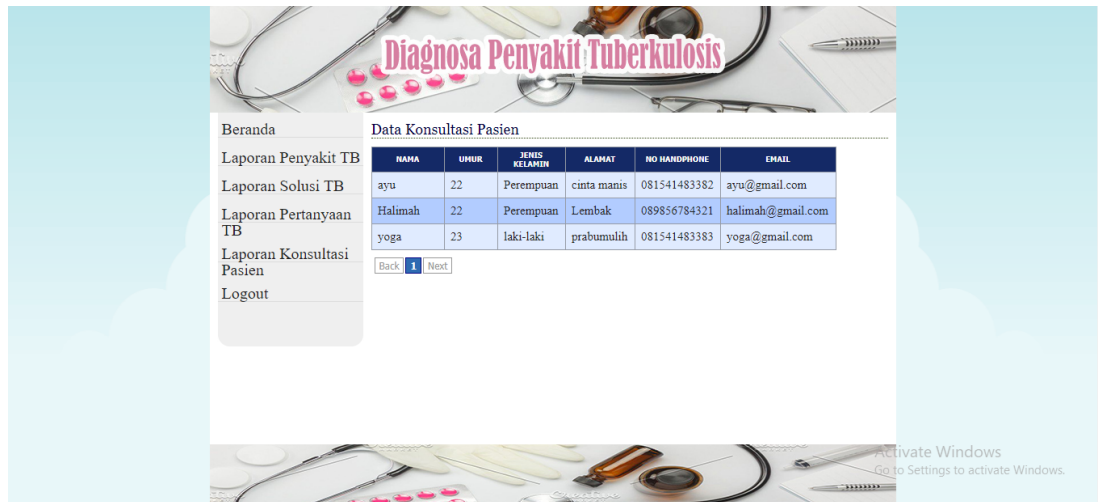 Diagnosa Penyakit Tuberkulosis
Beranda
Laporan Penyakit TB
Laporan Solusi TB
Laporan Pertanyaan
TB
Laporan Konsultasi
Pasien
Logout
Data Konsultasi Pasien
NAMA UMUR JENIS KELAMIN ALAMAT NO HANDPHONE EMAIL
ayu 22 Perempuan cinta manis 081541483382 ayu@gmail.com
Halimah 22 Perempuan Lembak 089856784321 halimah@gmail.com
yoga 23 laki-laki prabumulih 081541483383 yoga@gmail.com
Back 1 Next
Activate Windows
Go to Settings to activate Windows.